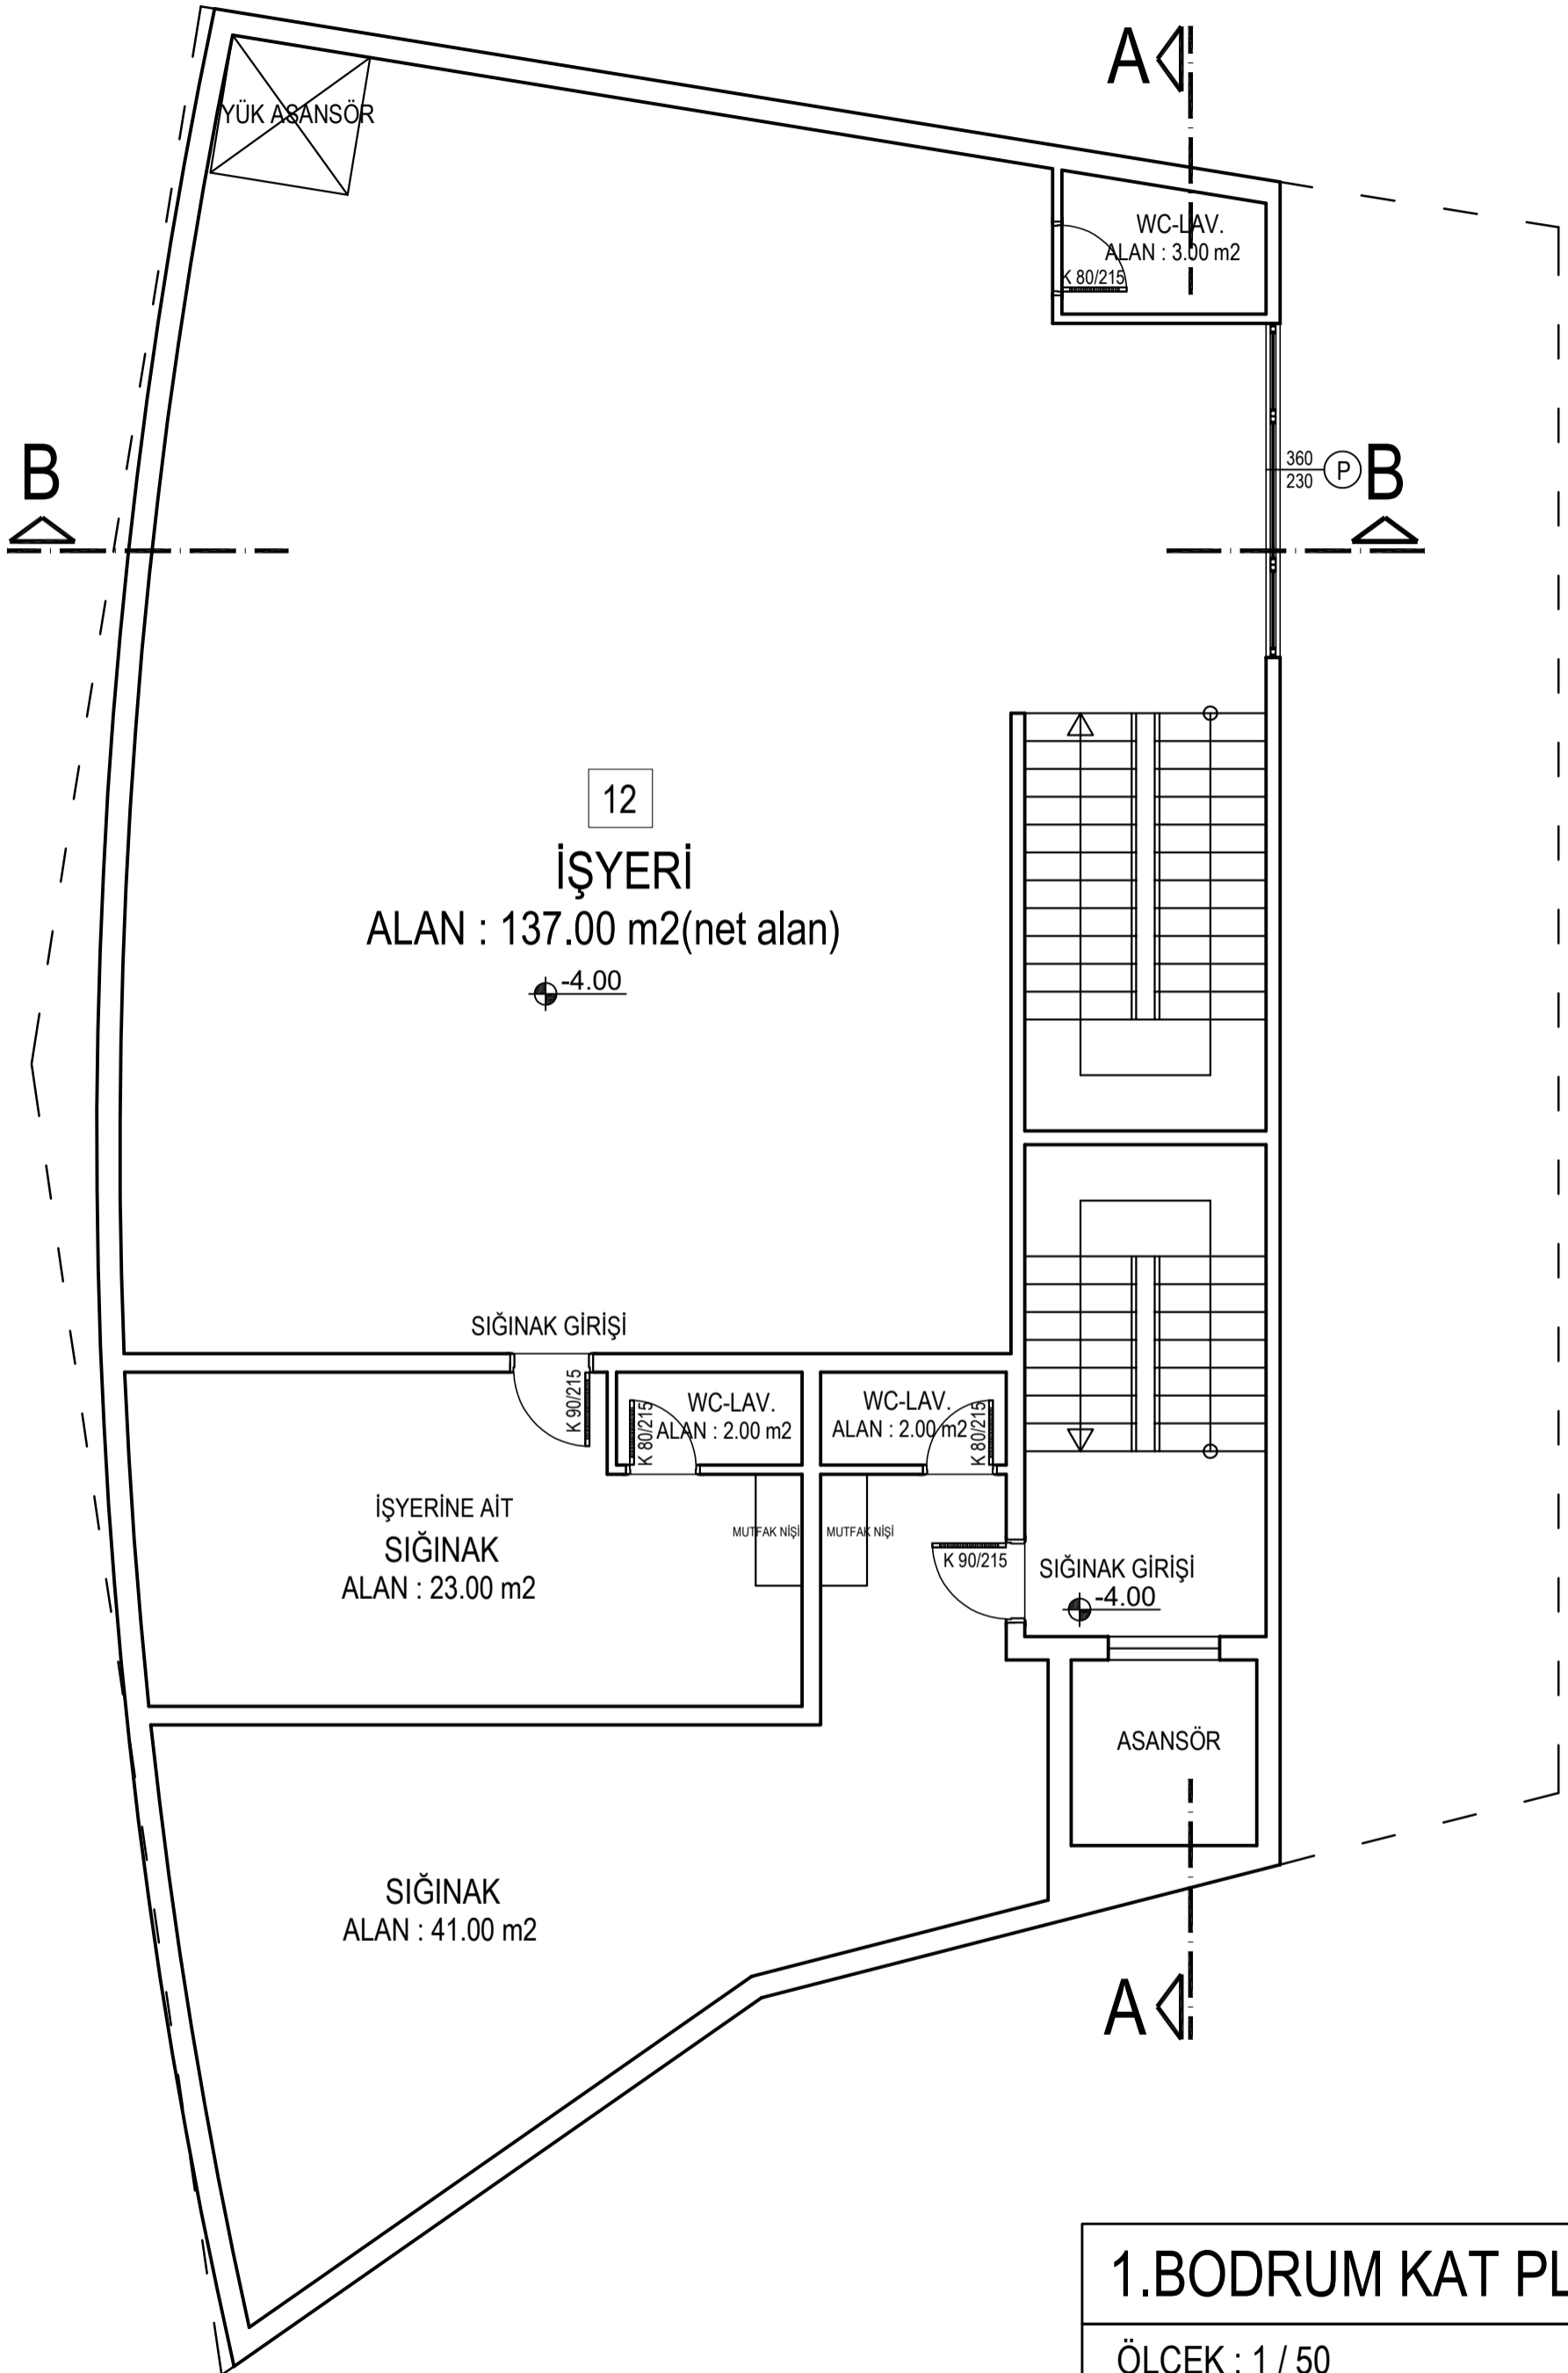 A
YÜK ASANSÖR
WC-LAV.
ALAN : 3.00 m2
K 80/215
B
360
230
P
B
12
İŞYERİ
ALAN : 137.00 m2(net alan)
-4.00
SIĞINAK GİRİŞİ
K 90/215
K 80/215
WC-LAV.
ALAN : 2.00 m2
WC-LAV.
ALAN : 2.00 m2
K 80/215
İŞYERİNE AİT
SIĞINAK
ALAN : 23.00 m2
MUTFAK NİŞİ
MUTFAK NİŞİ
K 90/215
SIĞINAK GİRİŞİ
-4.00
ASANSÖR
SIĞINAK
ALAN : 41.00 m2
A
1.BODRUM KAT PL
ÖLÇEK : 1 / 50